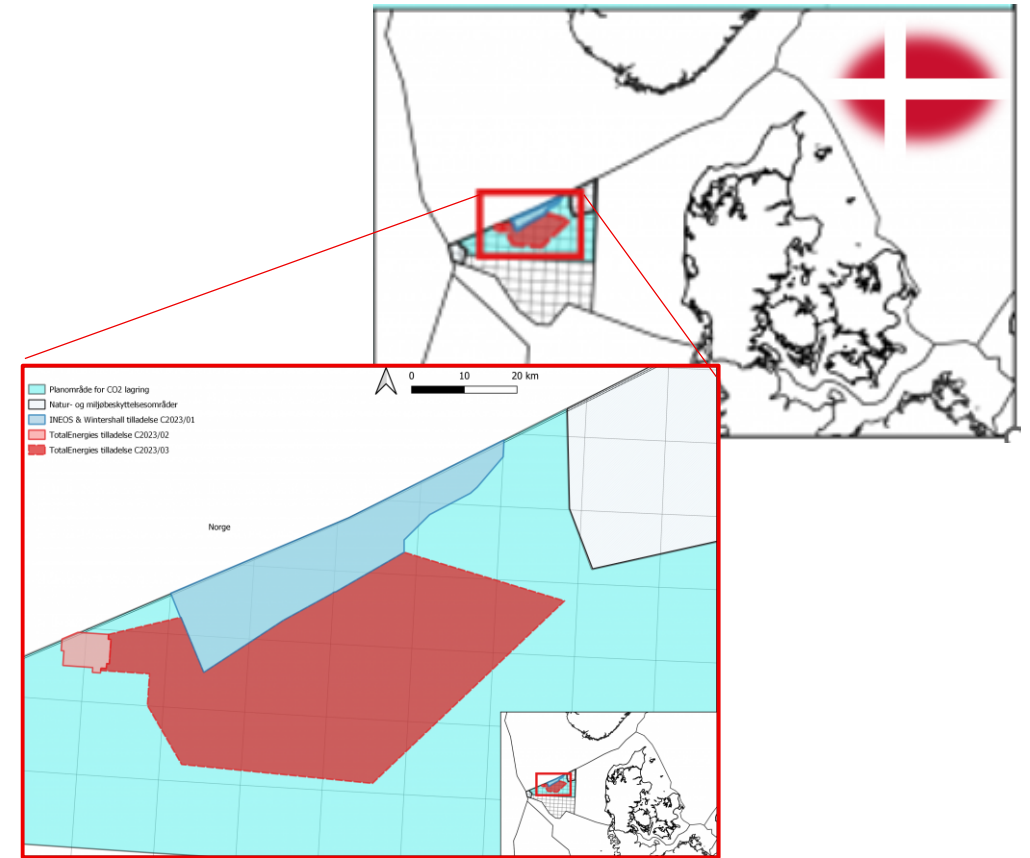 0 10 20 km
Planområde for CO2 lagring
Natur- og miljøbeskyttelsesområder
INEOS & Wintershall tilladelse C2023/01
TotalEnergies tilladelse C2023/02
TotalEnergies tilladelse C2023/03
Norge